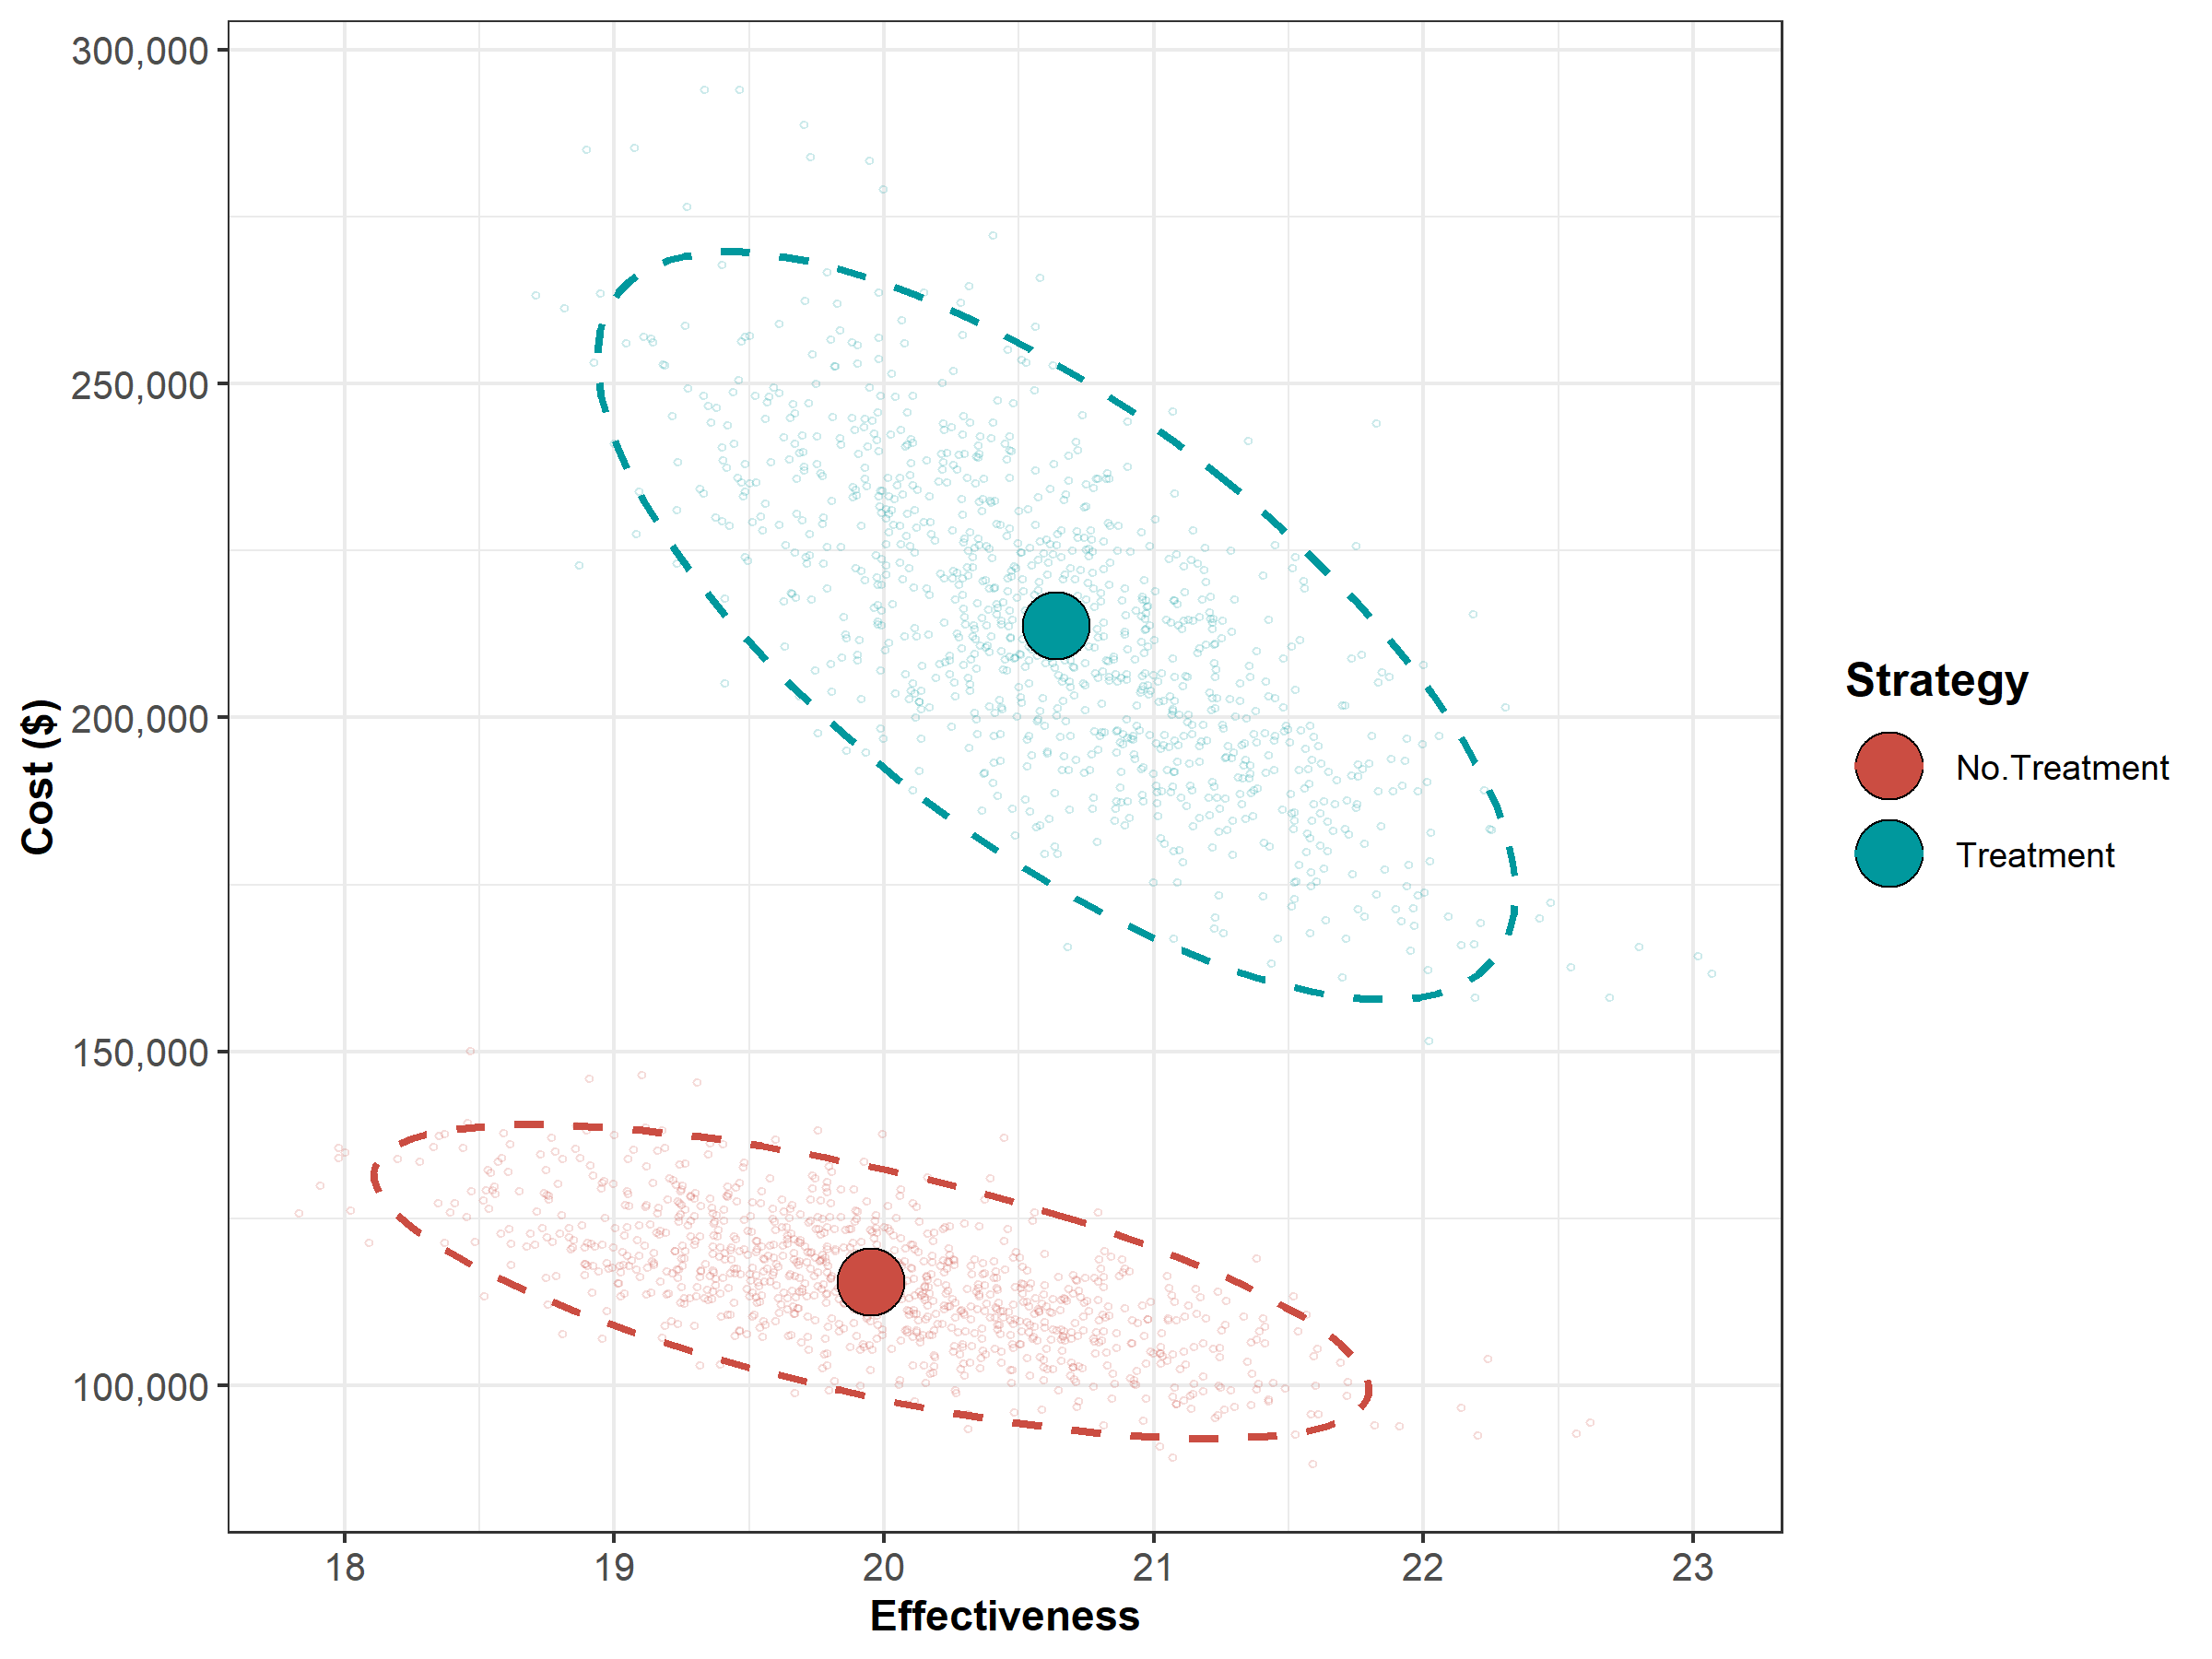 300,000
250,000
200,000
150,000
100,000
Cost ($)
18 19 20 21 22 23
Effectiveness
Strategy
No.Treatment
Treatment